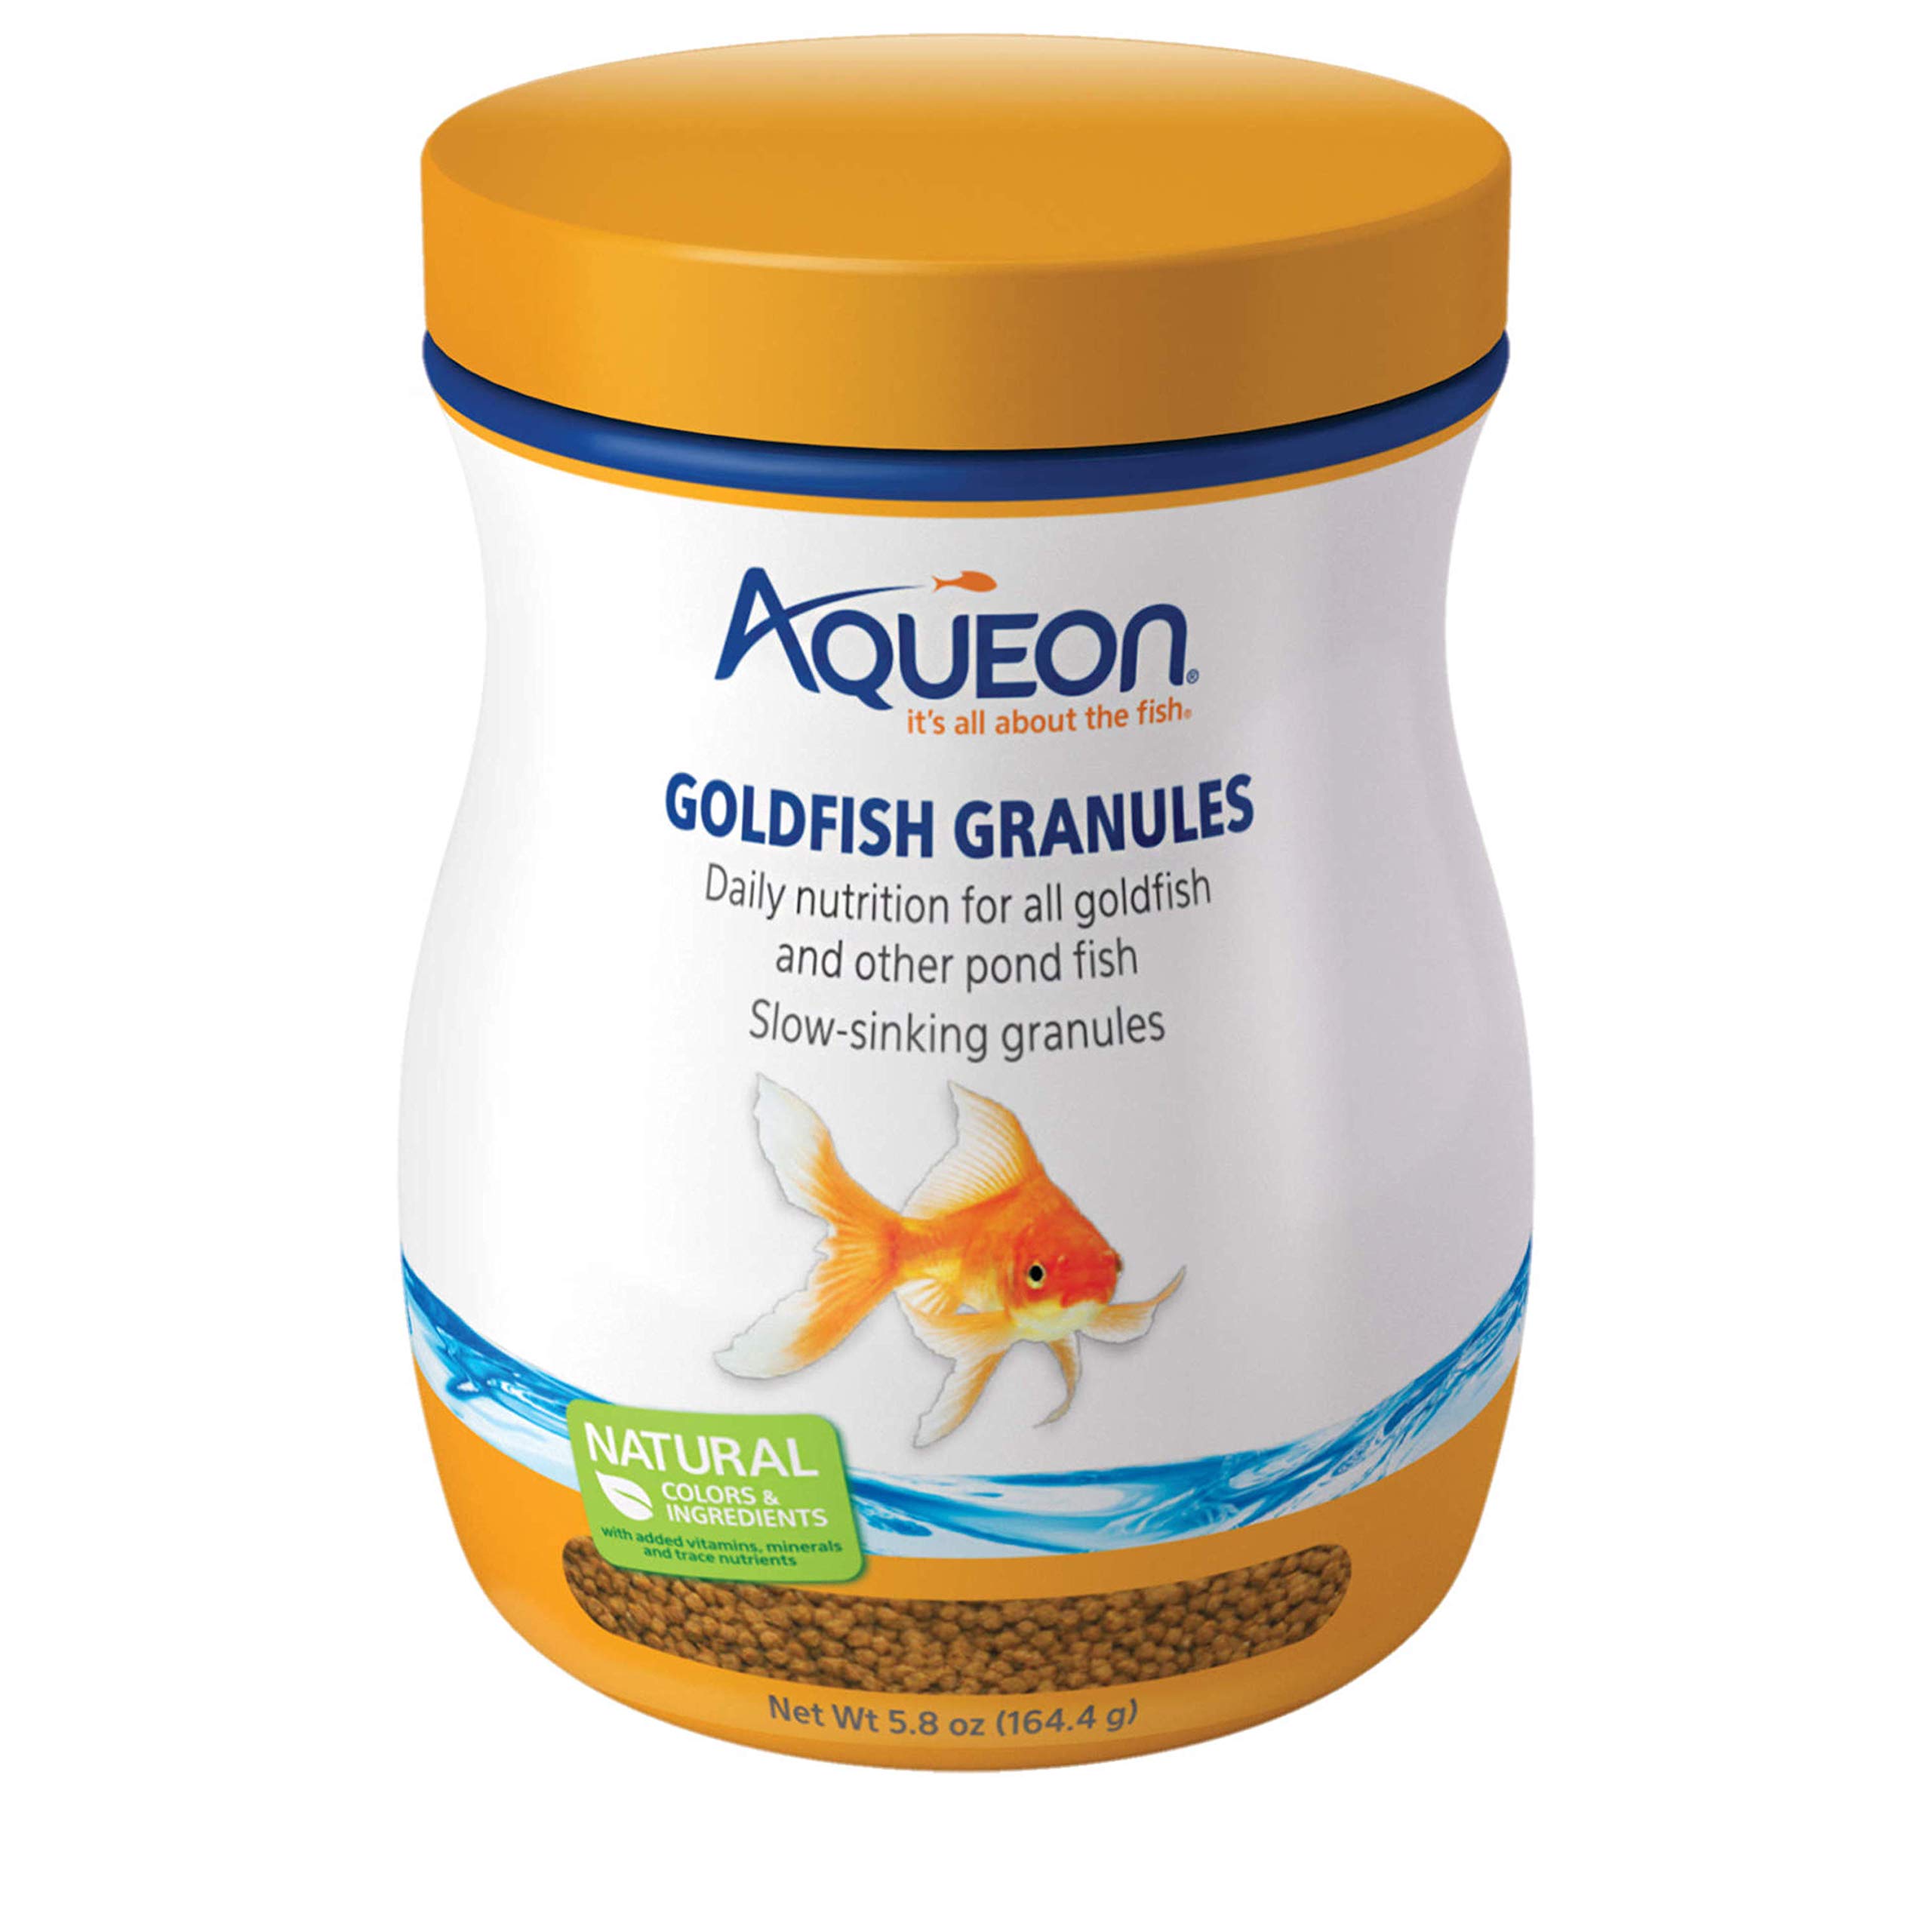 AQUEON®
it's all about the fish®
GOLDFISH GRANULES
Daily nutrition for all goldfish
and other pond fish
Slow-sinking granules
NATURAL
COLORS &
INGREDIENTS
with added vitamins, minerals
and trace nutrients
Net Wt 5.8 oz (164.4 g)